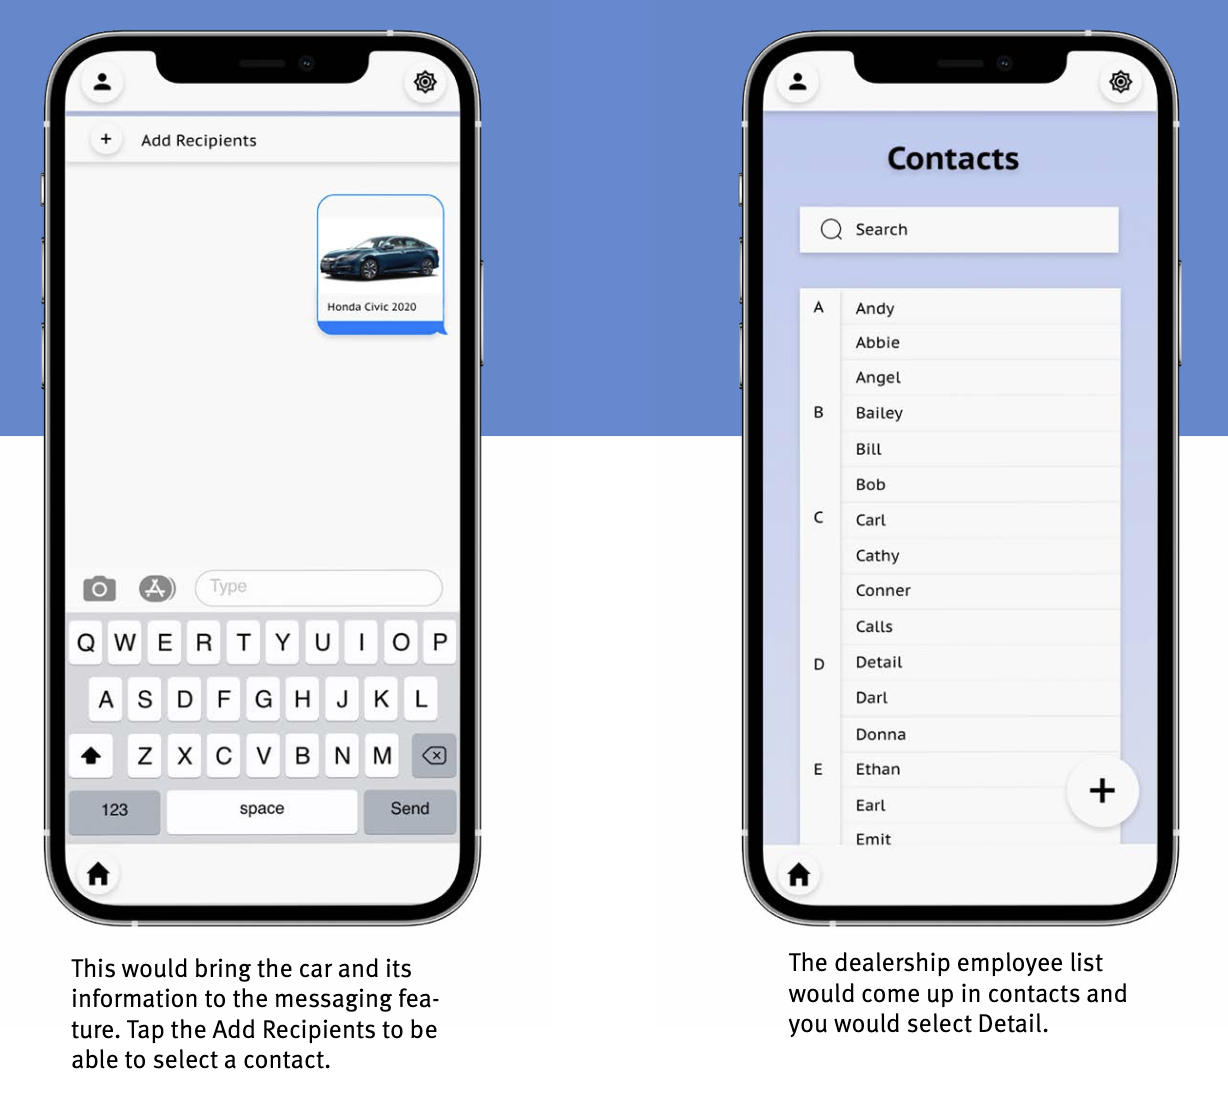 Add Recipients
Honda Civic 2020
Type
Q W E R T Y U I O P
A S D F G H J K L
Z X C V B N M
123 space Send
This would bring the car and its
information to the messaging fea-
ture. Tap the Add Recipients to be
able to select a contact.
Contacts
Search
A Andy
Abbie
Angel
B Bailey
Bill
Bob
C Carl
Cathy
Conner
Calls
D Detail
Darl
Donna
E Ethan
Earl
Emit
The dealership employee list
would come up in contacts and
you would select Detail.